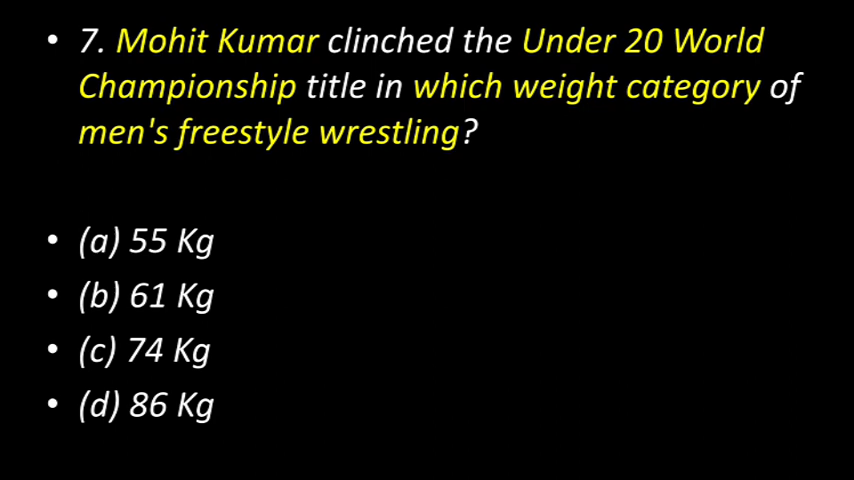 • 7. Mohit Kumar clinched the Under 20 World
Championship title in which weight category of
men's freestyle wrestling?
• (a) 55 Kg
• (b) 61 Kg
• (c) 74 Kg
• (d) 86 Kg